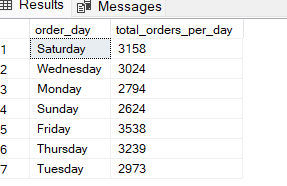 Results Messages
order_day total_orders_per_day
1 Saturday 3158
2 Wednesday 3024
3 Monday 2794
4 Sunday 2624
5 Friday 3538
6 Thursday 3239
7 Tuesday 2973